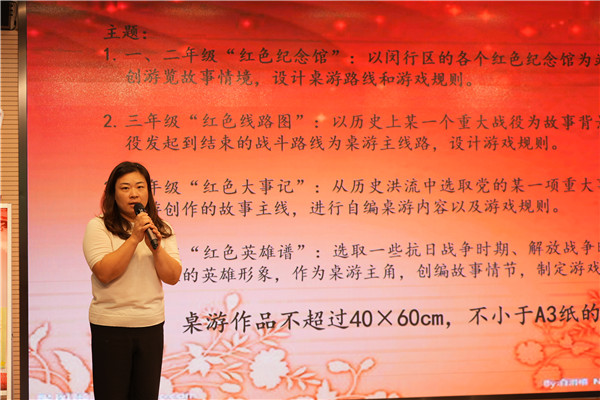 主题：
1. 一、二年级“红色纪念馆”：以闵行区的各个红色纪念馆为
创游览故事情境，设计桌游路线和游戏规则。
2. 三年级“红色线路图”：以历史上某一个重大战役为故事背
役发起到结束的战斗路线为桌游主线路，设计游戏规则。
年级“红色大事记”：从历史洪流中选取党的某一项重大
游创作的故事主线，进行自编桌游内容以及游戏规则。
“红色英雄谱”：选取一些抗日战争时期、解放战争
的英雄形象，作为桌游主角，创编故事情节，制定游
桌游作品不超过40×60cm，不小于A3纸的